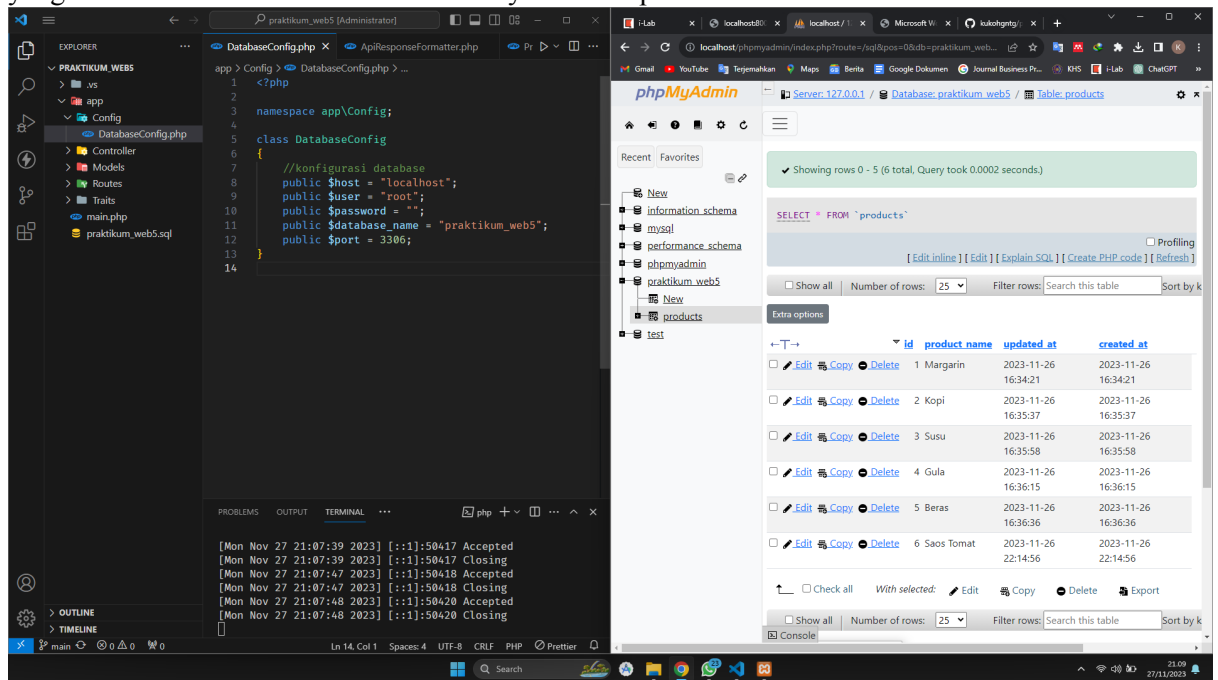 praktikum_web5 [Administrator]
EXPLORER
PRAKTIKUM_WEB5
.vs
app
Config
DatabaseConfig.php
Controller
Models
Routes
Traits
main.php
praktikum_web5.sql
OUTLINE
TIMELINE
DatabaseConfig.php
ApiResponseFormatter.php
Pr
app > Config > DatabaseConfig.php > ...
1 <?php
2
3 namespace app\Config;
4
5 class DatabaseConfig
6 {
7 //konfigurasi database
8 public $host = "localhost";
9 public $user = "root";
10 public $password = "";
11 public $database_name = "praktikum_web5";
12 public $port = 3306;
13 }
14
PROBLEMS OUTPUT TERMINAL ... php
[Mon Nov 27 21:07:39 2023] [::1]:50417 Accepted
[Mon Nov 27 21:07:39 2023] [::1]:50417 Closing
[Mon Nov 27 21:07:47 2023] [::1]:50418 Accepted
[Mon Nov 27 21:07:47 2023] [::1]:50418 Closing
[Mon Nov 27 21:07:48 2023] [::1]:50420 Accepted
[Mon Nov 27 21:07:48 2023] [::1]:50420 Closing
main 0 0 0 Ln 14, Col 1 Spaces: 4 UTF-8 CRLF PHP Prettier
i-Lab localhost:80 localhost / 1 Microsoft W kukohgntg/
localhost/phpmyadmin/index.php?route=/sql&pos=0&db=praktikum_web...
Gmail YouTube Terjemahkan Maps Berita Google Dokumen Journal Business Pr... KHS i-Lab ChatGPT »
phpMyAdmin
Recent Favorites
New
information_schema
mysql
performance_schema
phpmyadmin
praktikum_web5
New
products
test
Server: 127.0.0.1 / Database: praktikum_web5 / Table: products
Showing rows 0 - 5 (6 total, Query took 0.0002 seconds.)
SELECT * FROM `products`
Profiling
[ Edit inline ] [ Edit ] [ Explain SQL ] [ Create PHP code ] [ Refresh ]
Show all Number of rows: 25 Filter rows: Search this table Sort by k
Extra options
←T→ id product_name updated_at created_at
Edit Copy Delete 1 Margarin 2023-11-26 16:34:21 2023-11-26 16:34:21
Edit Copy Delete 2 Kopi 2023-11-26 16:35:37 2023-11-26 16:35:37
Edit Copy Delete 3 Susu 2023-11-26 16:35:58 2023-11-26 16:35:58
Edit Copy Delete 4 Gula 2023-11-26 16:36:15 2023-11-26 16:36:15
Edit Copy Delete 5 Beras 2023-11-26 16:36:36 2023-11-26 16:36:36
Edit Copy Delete 6 Saos Tomat 2023-11-26 22:14:56 2023-11-26 22:14:56
Check all With selected: Edit Copy Delete Export
Show all Number of rows: 25 Filter rows: Search this table Sort by k
Console
Search
21.09
27/11/2023